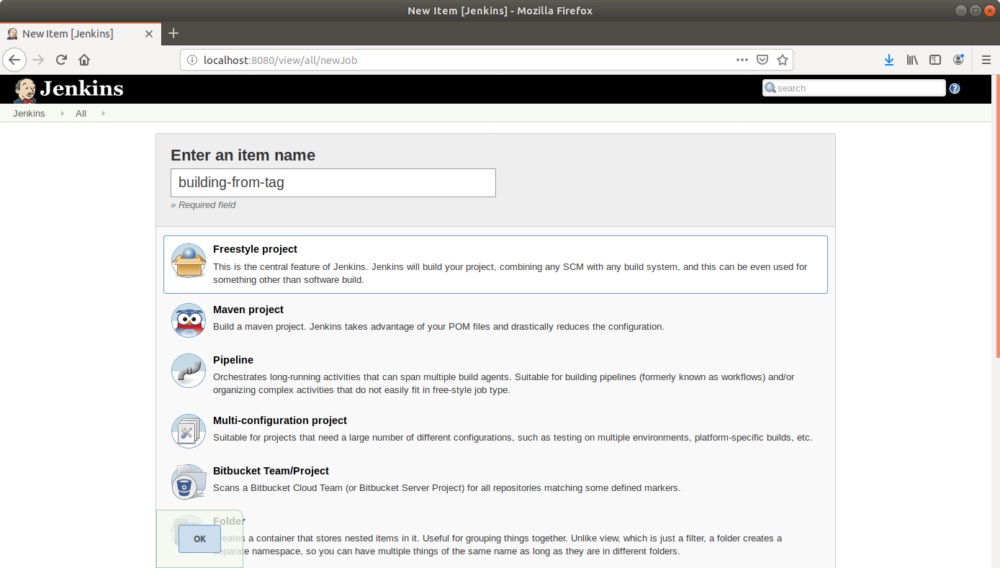 New Item [Jenkins] - Mozilla Firefox
New Item [Jenkins]
localhost:8080/view/all/newJob
Jenkins
search
Jenkins
All
Enter an item name
building-from-tag
» Required field
Freestyle project
This is the central feature of Jenkins. Jenkins will build your project, combining any SCM with any build system, and this can be even used for
something other than software build.
Maven project
Build a maven project. Jenkins takes advantage of your POM files and drastically reduces the configuration.
Pipeline
Orchestrates long-running activities that can span multiple build agents. Suitable for building pipelines (formerly known as workflows) and/or
organizing complex activities that do not easily fit in free-style job type.
Multi-configuration project
Suitable for projects that need a large number of different configurations, such as testing on multiple environments, platform-specific builds, etc.
Bitbucket Team/Project
Scans a Bitbucket Cloud Team (or Bitbucket Server Project) for all repositories matching some defined markers.
Folder
Creates a container that stores nested items in it. Useful for grouping things together. Unlike view, which is just a filter, a folder creates a
separate namespace, so you can have multiple things of the same name as long as they are in different folders.
OK